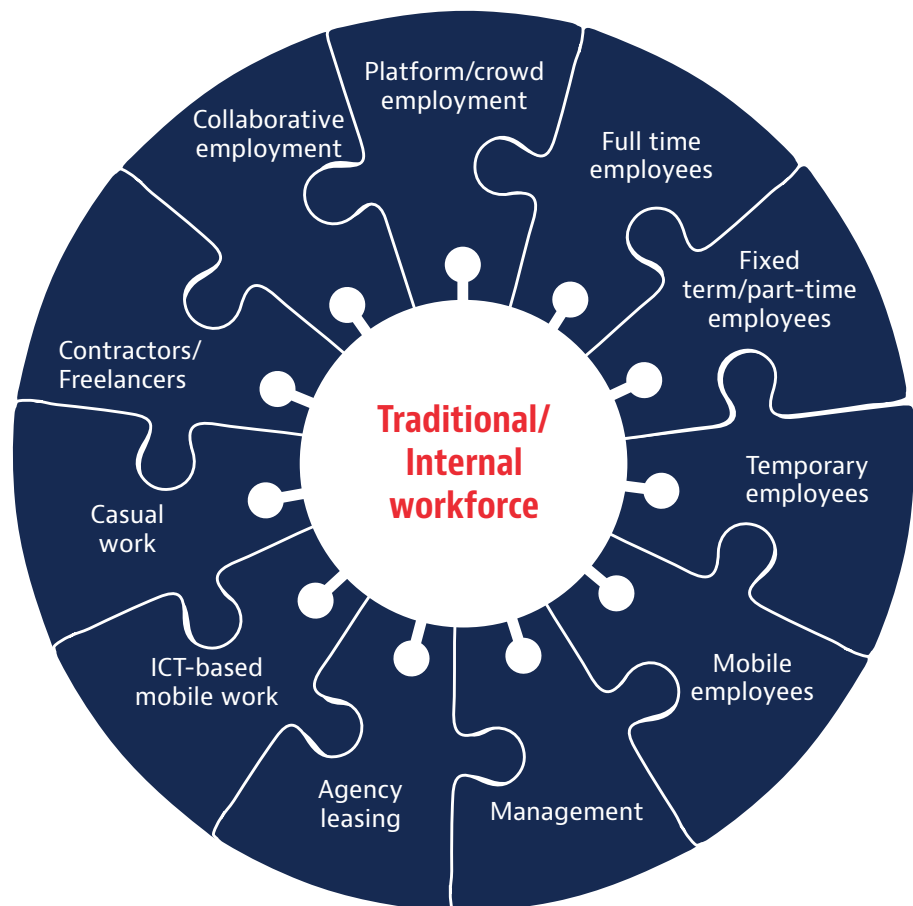 Platform/crowd
employment
Full time
employees
Fixed
term/part-time
employees
Temporary
employees
Mobile
employees
Management
Agency
leasing
ICT-based
mobile work
Casual
work
Contractors/
Freelancers
Collaborative
employment
Traditional/
Internal
workforce